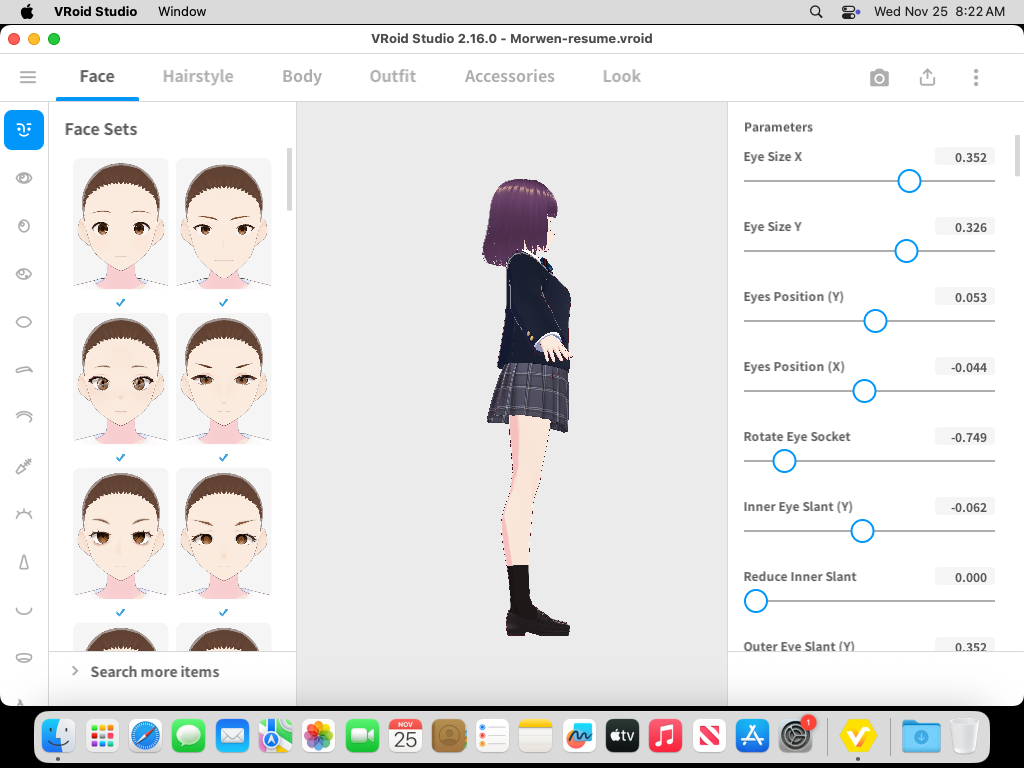 VRoid Studio Window Wed Nov 25 8:22 AM
VRoid Studio 2.16.0 - Morwen-resume.vroid
Face Hairstyle Body Outfit Accessories Look
Face Sets
Parameters
Eye Size X 0.352
Eye Size Y 0.326
Eyes Position (Y) 0.053
Eyes Position (X) -0.044
Rotate Eye Socket -0.749
Inner Eye Slant (Y) -0.062
Reduce Inner Slant 0.000
Outer Eye Slant (Y) 0.352
Search more items
NOV
25
tv
1